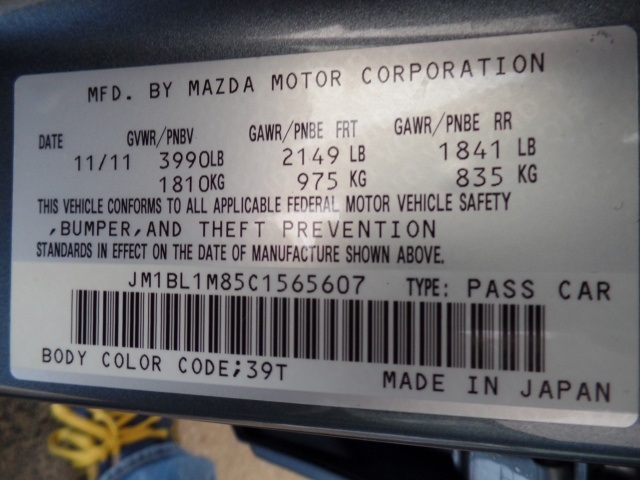 MFD. BY MAZDA MOTOR CORPORATION
DATE GVWR/PNBV GAWR/PNBE FRT GAWR/PNBE RR
11/11 3990LB 2149 LB 1841 LB
1810KG 975 KG 835 KG
THIS VEHICLE CONFORMS TO ALL APPLICABLE FEDERAL MOTOR VEHICLE SAFETY
,BUMPER,AND THEFT PREVENTION
STANDARDS IN EFFECT ON THE DATE OF MANUFACTURE SHOWN ABOVE.
JM1BL1M85C1565607 TYPE: PASS CAR
BODY COLOR CODE;39T MADE IN JAPAN